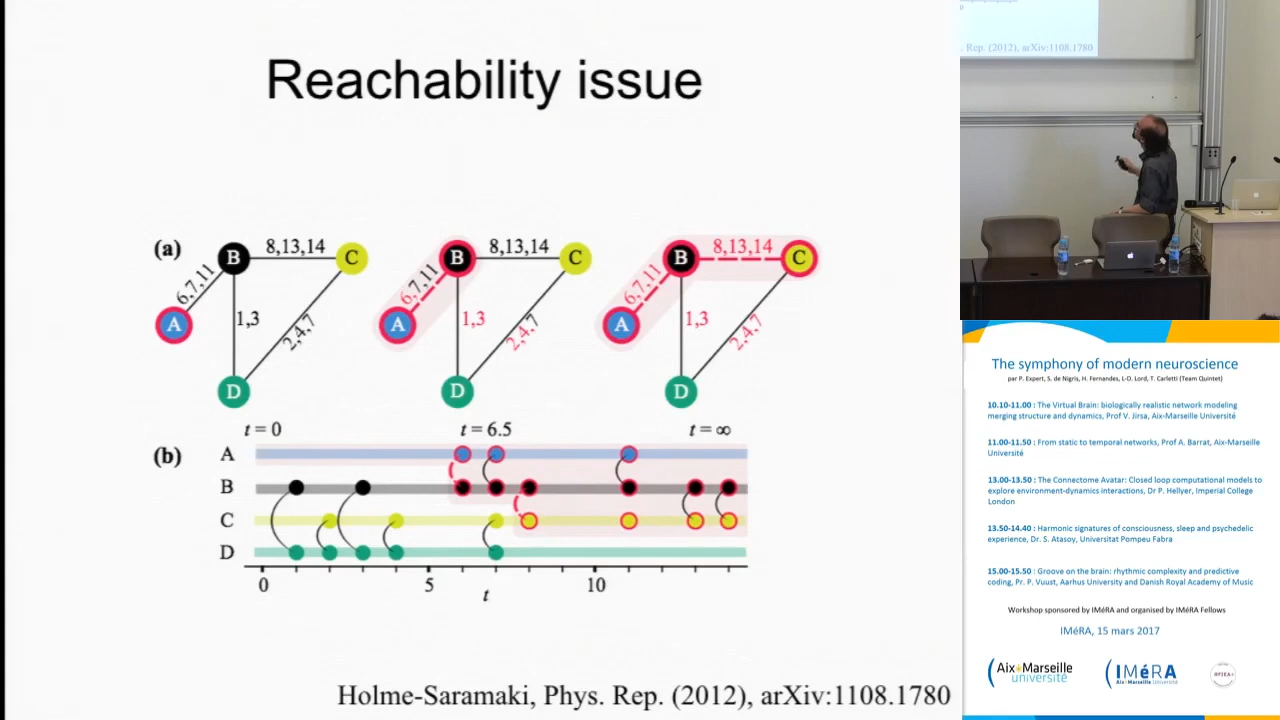 Reachability issue
(a)
A
B
C
D
6,7,11
8,13,14
1,3
2,4,7
t = 0
A
B
C
D
6,7,11
8,13,14
1,3
2,4,7
t = 6.5
A
B
C
D
6,7,11
8,13,14
1,3
2,4,7
t = ∞
(b)
A
B
C
D
0
5
10
t
Holme-Saramaki, Phys. Rep. (2012), arXiv:1108.1780
. Rep. (2012), arXiv:1108.1780
The symphony of modern neuroscience
par P. Expert, S. de Nigris, H. Fernandes, L-D. Lord, T. Carletti (Team Quintet)
10.10-11.00 : The Virtual Brain: biologically realistic network modeling
merging structure and dynamics, Prof V. Jirsa, Aix-Marseille Université
11.00-11.50 : From static to temporal networks, Prof A. Barrat, Aix-Marseille
Université
13.00-13.50 : The Connectome Avatar: Closed loop computational models to
explore environment-dynamics interactions, Dr P. Hellyer, Imperial College
London
13.50-14.40 : Harmonic signatures of consciousness, sleep and psychedelic
experience, Dr. S. Atasoy, Universitat Pompeu Fabra
15.00-15.50 : Groove on the brain: rhythmic complexity and predictive
coding, Pr. P. Vuust, Aarhus University and Danish Royal Academy of Music
Workshop sponsored by IMéRA and organised by IMéRA Fellows
IMéRA, 15 mars 2017
Aix Marseille
université
IMéRA
Aix Marseille Université